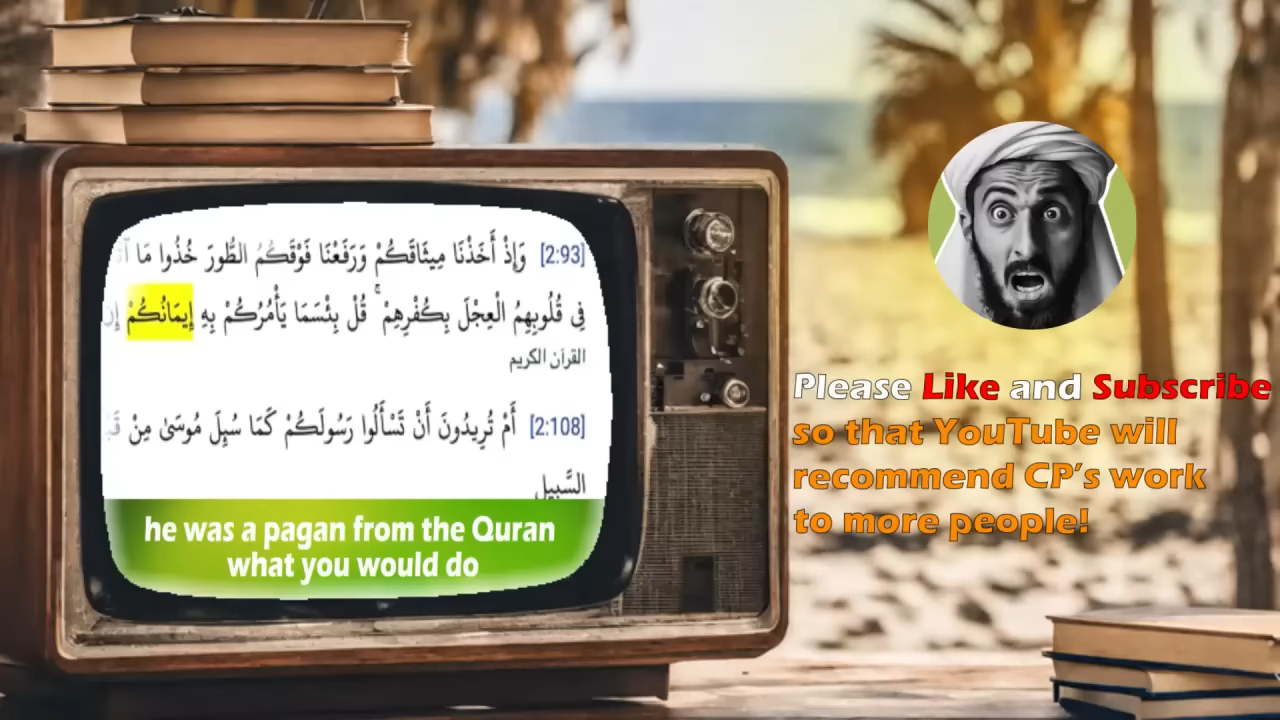 [2:93] وَإِذْ أَخَذْنَا مِيثَاقَكُمْ وَرَفَعْنَا فَوْقَكُمُ الطُّورَ خُذُوا مَا
فِي قُلُوبِهِمُ الْعِجْلَ بِكُفْرِهِمْ ۚ قُلْ بِئْسَمَا يَأْمُرُكُمْ بِهِ إِيمَانُكُمْ
القرآن الكريم
[2:108] أَمْ تُرِيدُونَ أَنْ تَسْأَلُوا رَسُولَكُمْ كَمَا سُئِلَ مُوسَىٰ مِنْ
السَّبِيلِ
he was a pagan from the Quran
what you would do
Please Like and Subscribe
so that YouTube will
recommend CP's work
to more people!